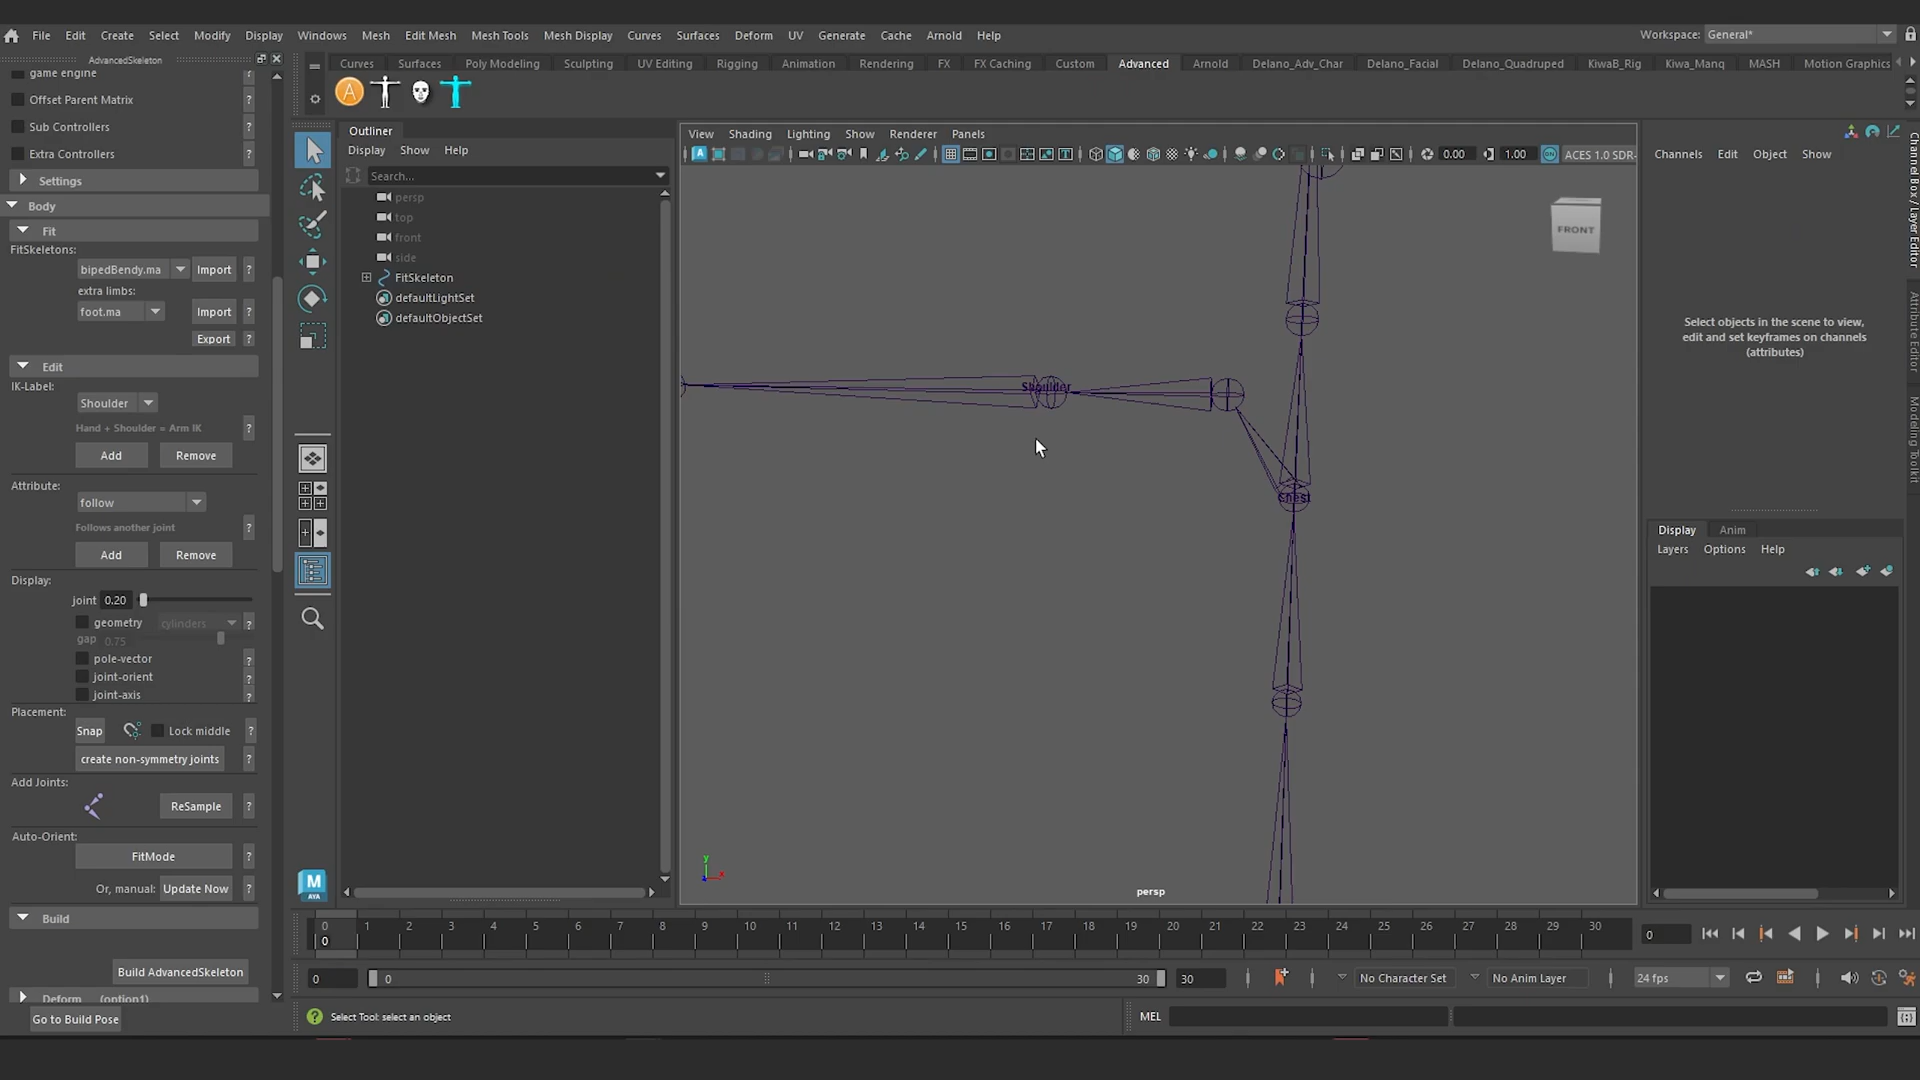 File Edit Create Select Modify Display Windows Mesh Edit Mesh Mesh Tools Mesh Display Curves Surfaces Deform UV Generate Cache Arnold Help
Workspace: General*
AdvancedSkeleton
Curves Surfaces Poly Modeling Sculpting UV Editing Rigging Animation Rendering FX FX Caching Custom Advanced Arnold Delano_Adv_Char Delano_Facial Delano_Quadruped KiwaB_Rig Kiwa_Manq MASH Motion Graphics
A
game engine ?
Offset Parent Matrix ?
Sub Controllers ?
Extra Controllers ?
Settings
Body
Fit
FitSkeletons:
bipedBendy.ma Import ?
extra limbs:
foot.ma Import ?
Export ?
Edit
IK-Label:
Shoulder
Hand + Shoulder = Arm IK ?
Add Remove
Attribute:
follow
Follows another joint ?
Add Remove
Display:
joint 0.20
geometry cylinders ?
gap 0.75
pole-vector ?
joint-orient ?
joint-axis ?
Placement:
Snap Lock middle ?
create non-symmetry joints ?
Add Joints:
ReSample ?
Auto-Orient:
FitMode ?
Or, manual: Update Now ?
Build
Build AdvancedSkeleton
Deform (option1)
Go to Build Pose
M
AYA
Outliner
Display Show Help
Search...
persp
top
front
side
FitSkeleton
defaultLightSet
defaultObjectSet
View Shading Lighting Show Renderer Panels
0.00 1.00 ACES 1.0 SDR-
FRONT
Shoulder
Chest
y
x
persp
Channels Edit Object Show
Select objects in the scene to view,
edit and set keyframes on channels
(attributes)
Display Anim
Layers Options Help
Channel Box / Layer Editor
Attribute Editor
Modeling Toolkit
0 1 2 3 4 5 6 7 8 9 10 11 12 13 14 15 16 17 18 19 20 21 22 23 24 25 26 27 28 29 30
0
0
0 0 30 30 No Character Set No Anim Layer 24 fps
? Select Tool: select an object
MEL